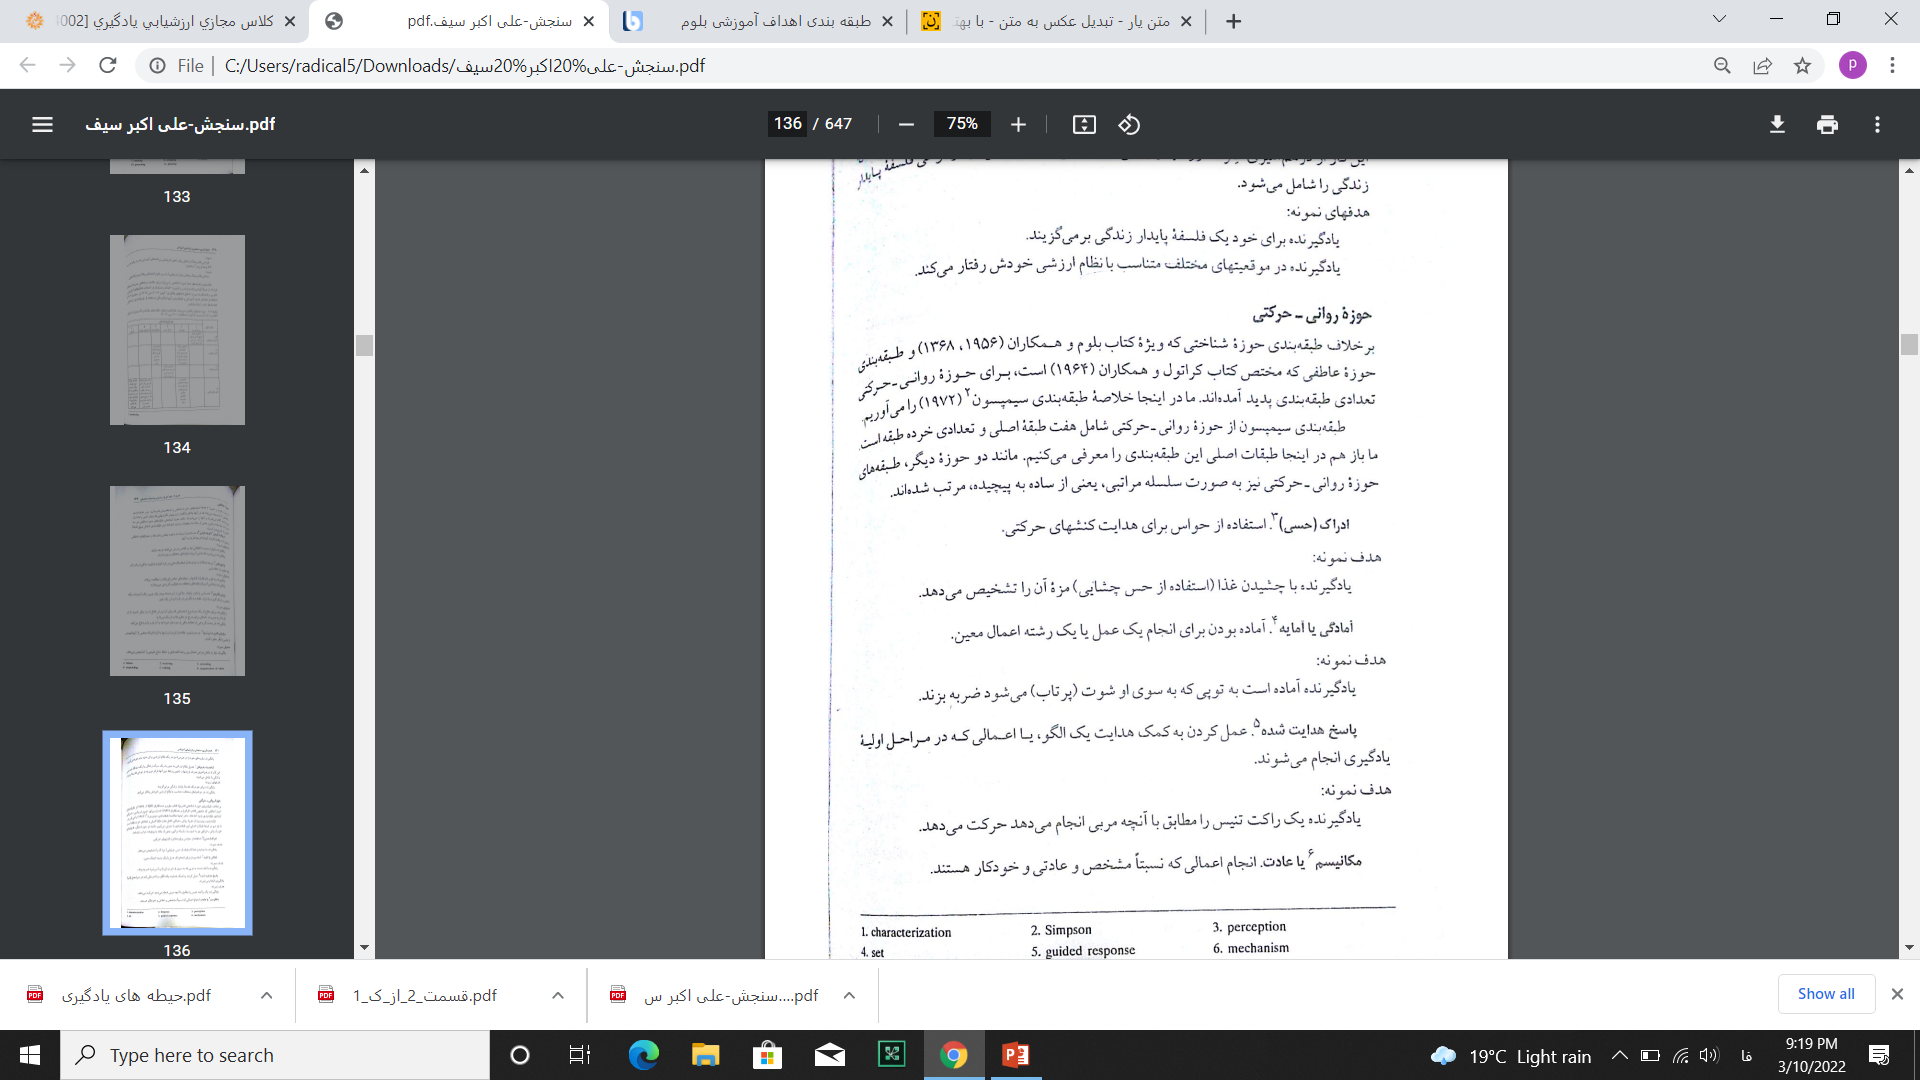 کلاس مجازي ارزشيابي يادگيري [4002
سنجش-علی اکبر سیف.pdf
طبقه بندی اهداف آموزشی بلوم
متن یار - تبدیل عکس به متن - با بهت
File
C:/Users/radical5/Downloads/سنجش-علی%20اکبر%20سیف.pdf
P
سنجش-علی اکبر سیف.pdf
136 / 647
75%
133
134
135
136
فلسفهٔ پایدار
زندگی را شامل می‌شود.
هدفهای نمونه:
یادگیرنده برای خود یک فلسفهٔ پایدار زندگی برمی‌گزیند.
یادگیرنده در موقعیتهای مختلف متناسب با نظام ارزشی خودش رفتار می‌کند.
حوزهٔ روانی ـ حرکتی
برخلاف طبقه‌بندی حوزهٔ شناختی که ویژهٔ کتاب بلوم و همکاران (۱۹۵۶، ۱۳۶۸) و طبقه‌بندی
حوزهٔ عاطفی که مختص کتاب کراتول و همکاران (۱۹۶۴) است، برای حوزهٔ روانی ـ حرکتی
تعدادی طبقه‌بندی پدید آمده‌اند. ما در اینجا خلاصهٔ طبقه‌بندی سیمپسون۲ (۱۹۷۲) را می‌آوریم.
طبقه‌بندی سیمپسون از حوزهٔ روانی ـ حرکتی شامل هفت طبقهٔ اصلی و تعدادی خرده طبقه است.
ما باز هم در اینجا طبقات اصلی این طبقه‌بندی را معرفی می‌کنیم. مانند دو حوزهٔ دیگر، طبقه‌های
حوزهٔ روانی ـ حرکتی نیز به صورت سلسله مراتبی، یعنی از ساده به پیچیده، مرتب شده‌اند.
ادراک (حسی)۳. استفاده از حواس برای هدایت کنشهای حرکتی.
هدف نمونه:
یادگیرنده با چشیدن غذا (استفاده از حس چشایی) مزهٔ آن را تشخیص می‌دهد.
آمادگی یا آمایه۴. آماده بودن برای انجام یک عمل یا یک رشته اعمال معین.
هدف نمونه:
یادگیرنده آماده است به توپی که به سوی او شوت (پرتاب) می‌شود ضربه بزند.
پاسخ هدایت شده۵. عمل کردن به کمک هدایت یک الگو، یا اعمالی که در مراحل اولیهٔ
یادگیری انجام می‌شوند.
هدف نمونه:
یادگیرنده یک راکت تنیس را مطابق با آنچه مربی انجام می‌دهد حرکت می‌دهد.
مکانیسم۶ یا عادت. انجام اعمالی که نسبتاً مشخص و عادتی و خودکار هستند.
1. characterization 2. Simpson 3. perception
4. set 5. guided response 6. mechanism
حیطه های یادگیری.pdf
قسمت_2_از_ک_1.pdf
سنجش-علی اکبر س....pdf
Show all
Type here to search
19°C Light rain
فا
9:19 PM
3/10/2022